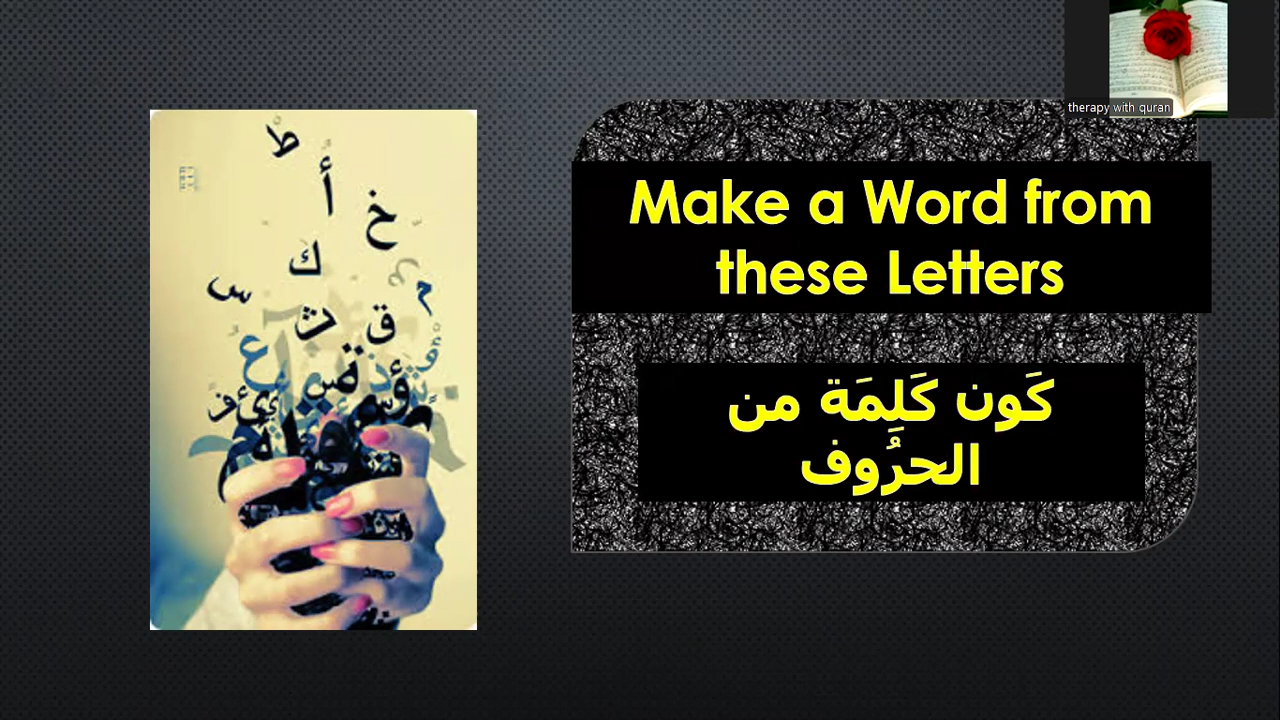 therapy with quran
Make a Word from
these Letters
كَون كَلِمَة من
الحرُوف
ط
أ
خ
ك
س
م
ث
ق
ع
ة
ؤ